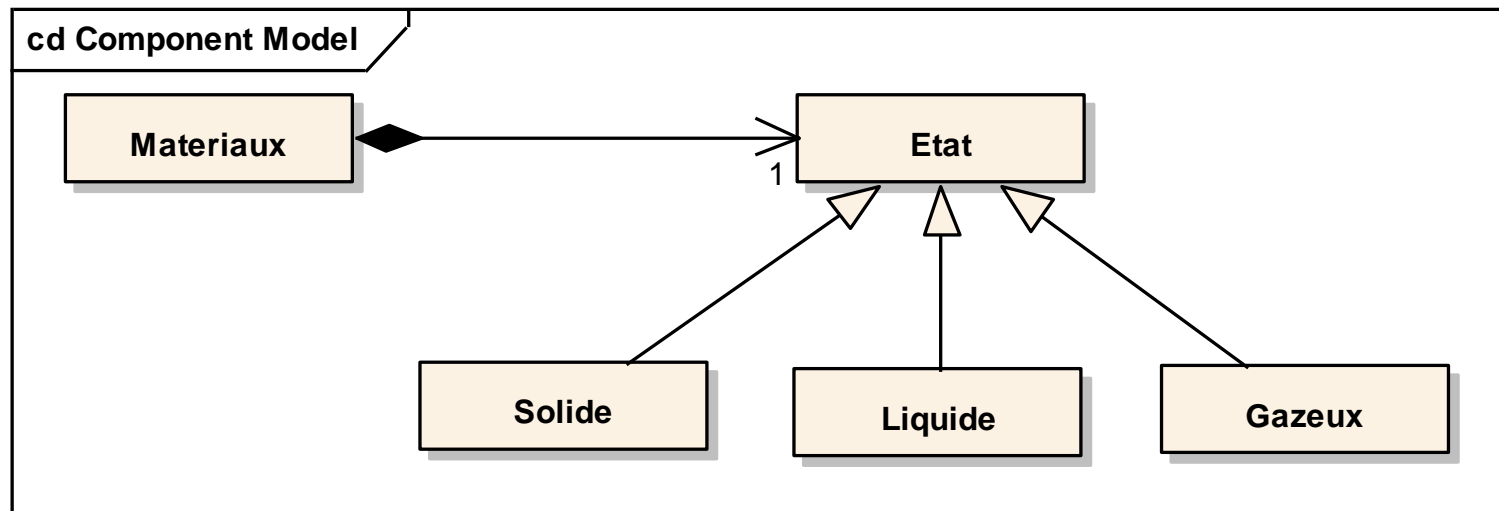 cd Component Model
Materiaux
Etat
1
Solide
Liquide
Gazeux